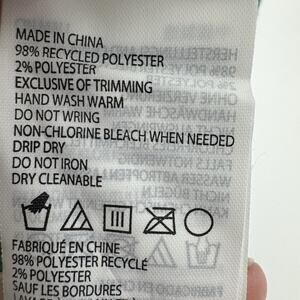 MADE IN CHINA
98% RECYCLED POLYESTER
2% POLYESTER
EXCLUSIVE OF TRIMMING
HAND WASH WARM
DO NOT WRING
NON-CHLORINE BLEACH WHEN NEEDED
DRIP DRY
DO NOT IRON
DRY CLEANABLE
FABRIQUÉ EN CHINE
98% POLYESTER RECYCLÉ
2% POLYESTER
SAUF LES BORDURES